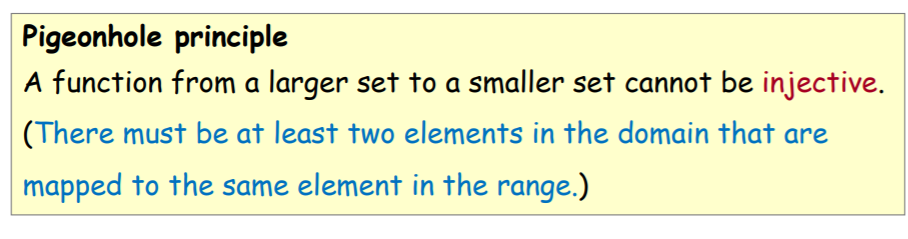 Pigeonhole principle
A function from a larger set to a smaller set cannot be injective.
(There must be at least two elements in the domain that are
mapped to the same element in the range.)